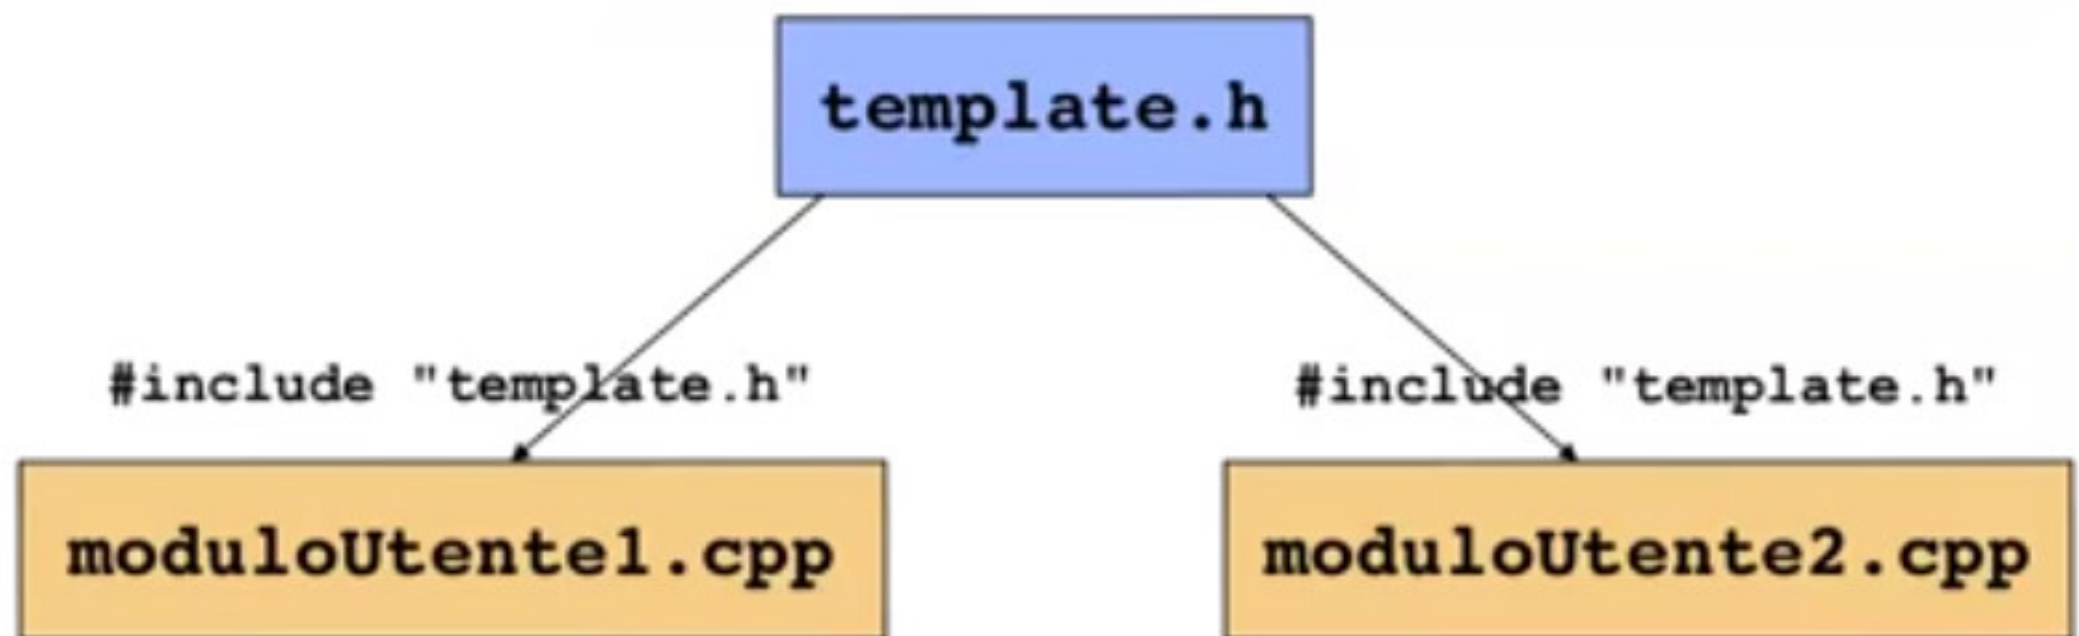 template.h
#include "template.h"
#include "template.h"
moduloUtente1.cpp
moduloUtente2.cpp